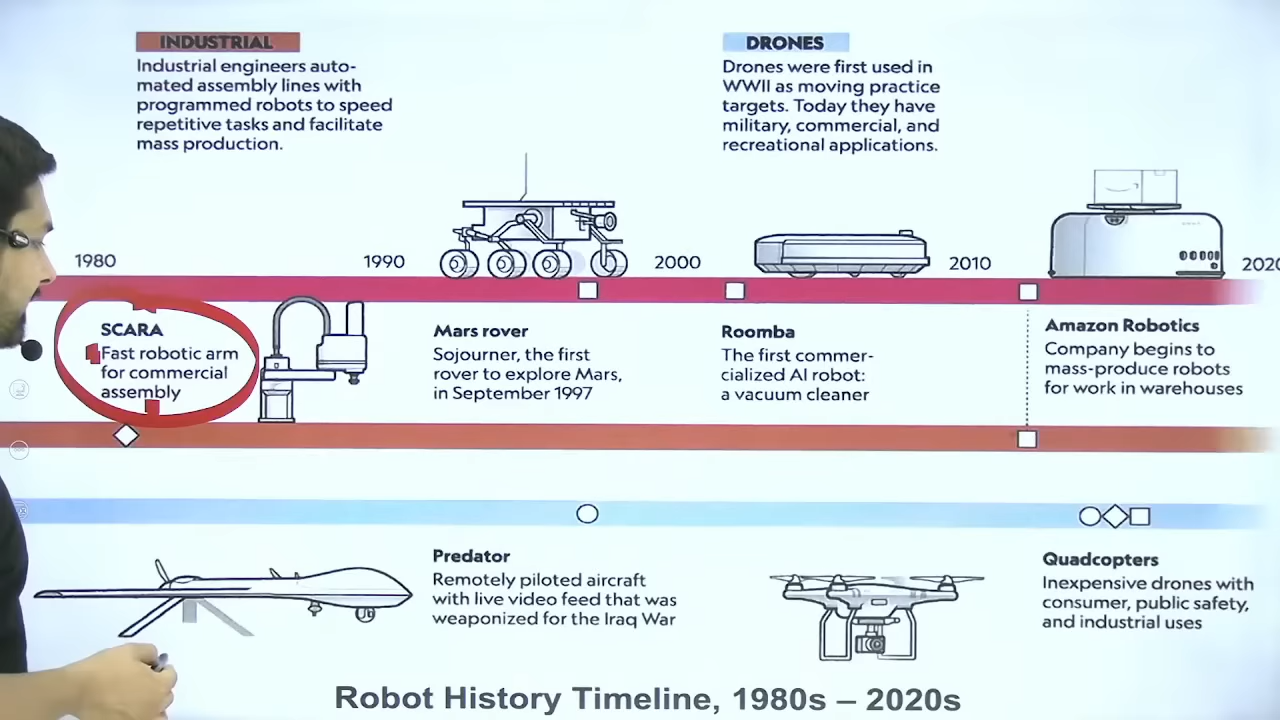 INDUSTRIAL
Industrial engineers auto-
mated assembly lines with
programmed robots to speed
repetitive tasks and facilitate
mass production.
DRONES
Drones were first used in
WWII as moving practice
targets. Today they have
military, commercial, and
recreational applications.
1980
1990
2000
2010
2020
SCARA
Fast robotic arm
for commercial
assembly
Mars rover
Sojourner, the first
rover to explore Mars,
in September 1997
Roomba
The first commer-
cialized AI robot:
a vacuum cleaner
Amazon Robotics
Company begins to
mass-produce robots
for work in warehouses
Predator
Remotely piloted aircraft
with live video feed that was
weaponized for the Iraq War
Quadcopters
Inexpensive drones with
consumer, public safety,
and industrial uses
Robot History Timeline, 1980s – 2020s